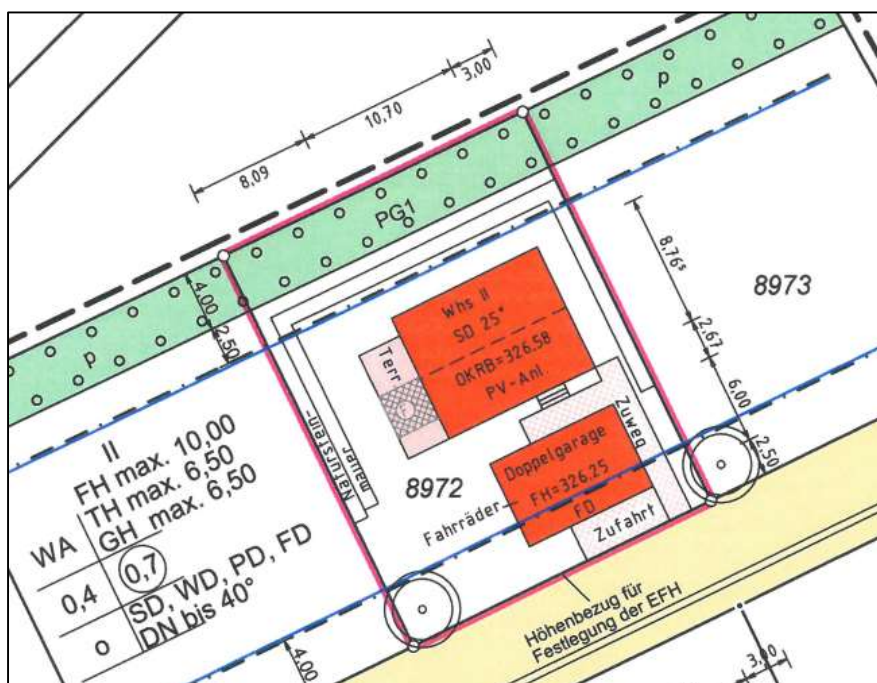 3,00
10,70
8,09
p
PG1
4,00
2,50
p
8,76⁵
8973
2,67
6,00
2,50
Whs II
SD 25°
OKRB=326.58
PV-Anl.
Terr
Zuweg
Naturstein-
mauer
8972
Doppelgarage
FH=326.25
FD
Fahrräder
Zufahrt
II
FH max. 10,00
TH max. 6,50
GH max. 6,50
WA
0,4
0,7
o
SD, WD, PD, FD
DN bis 40°
Höhenbezug für
Festlegung der EFH
4,00